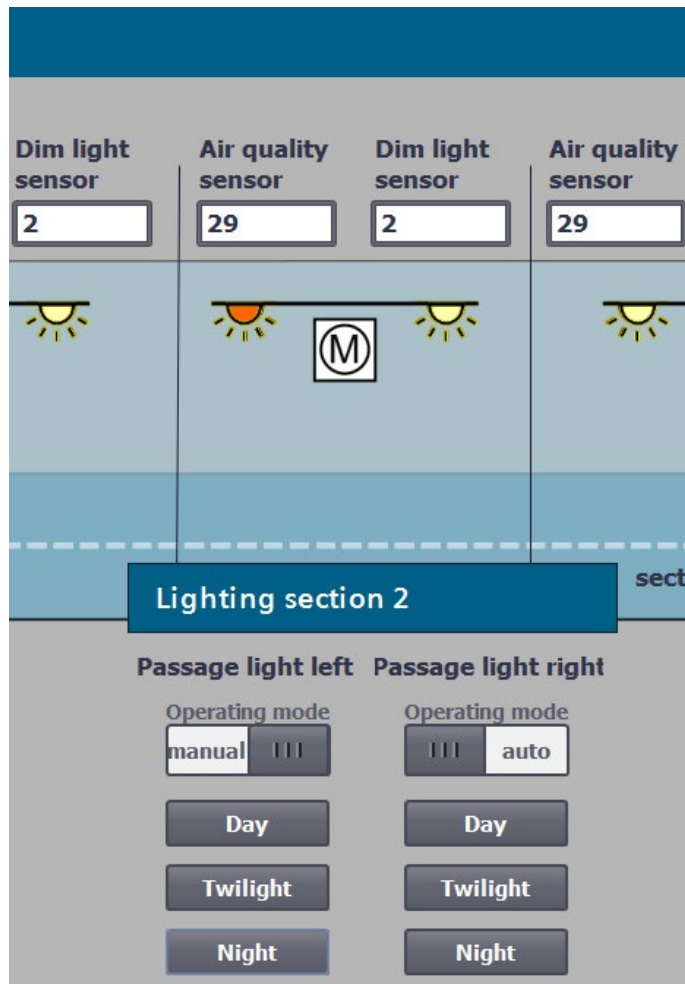 Dim light sensor
Air quality sensor
Dim light sensor
Air quality sensor
2
29
2
29
M
sect
Lighting section 2
Passage light left
Passage light right
Operating mode
Operating mode
manual
auto
Day
Day
Twilight
Twilight
Night
Night